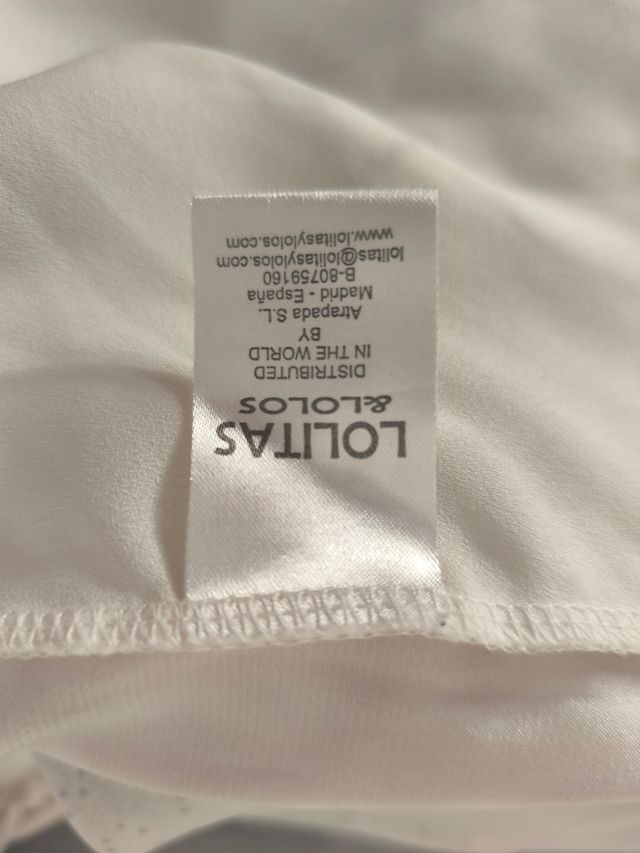 LOLITAS
&LOLOS
DISTRIBUTED
IN THE WORLD
BY
Atrapada S.L.
Madrid - España
B-80759160
lolitas@lolitasylolos.com
www.lolitasylolos.com